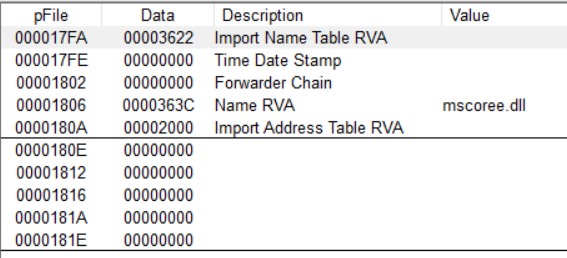 pFile Data Description Value
000017FA 00003622 Import Name Table RVA
000017FE 00000000 Time Date Stamp
00001802 00000000 Forwarder Chain
00001806 0000363C Name RVA mscoree.dll
0000180A 00002000 Import Address Table RVA
0000180E 00000000
00001812 00000000
00001816 00000000
0000181A 00000000
0000181E 00000000